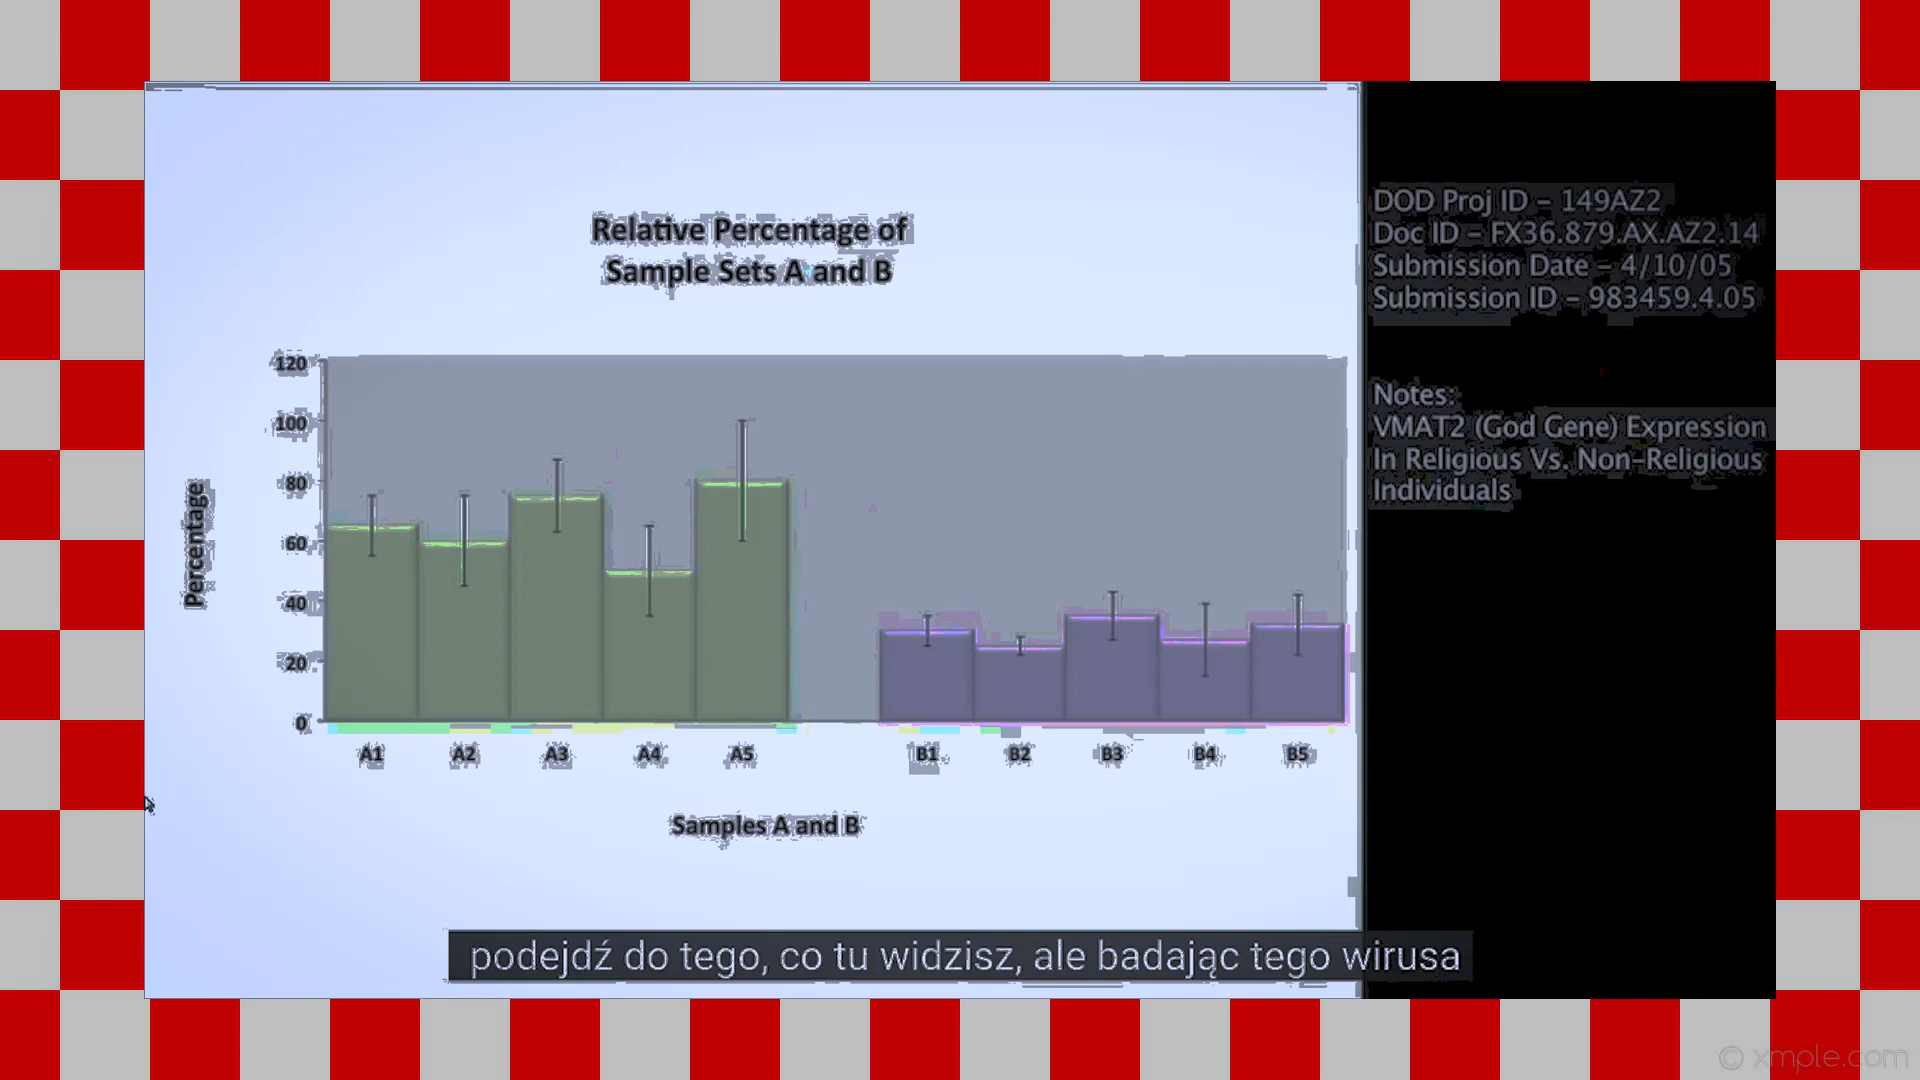 Relative Percentage of
Sample Sets A and B
120
100
80
60
40
20
0
Percentage
A1 A2 A3 A4 A5 B1 B2 B3 B4 B5
Samples A and B
DOD Proj ID – 149AZ2
Doc ID – FX36.879.AX.AZ2.14
Submission Date – 4/10/05
Submission ID – 983459.4.05
Notes:
VMAT2 (God Gene) Expression
In Religious Vs. Non-Religious
Individuals
podejdź do tego, co tu widzisz, ale badając tego wirusa
© xmple.com